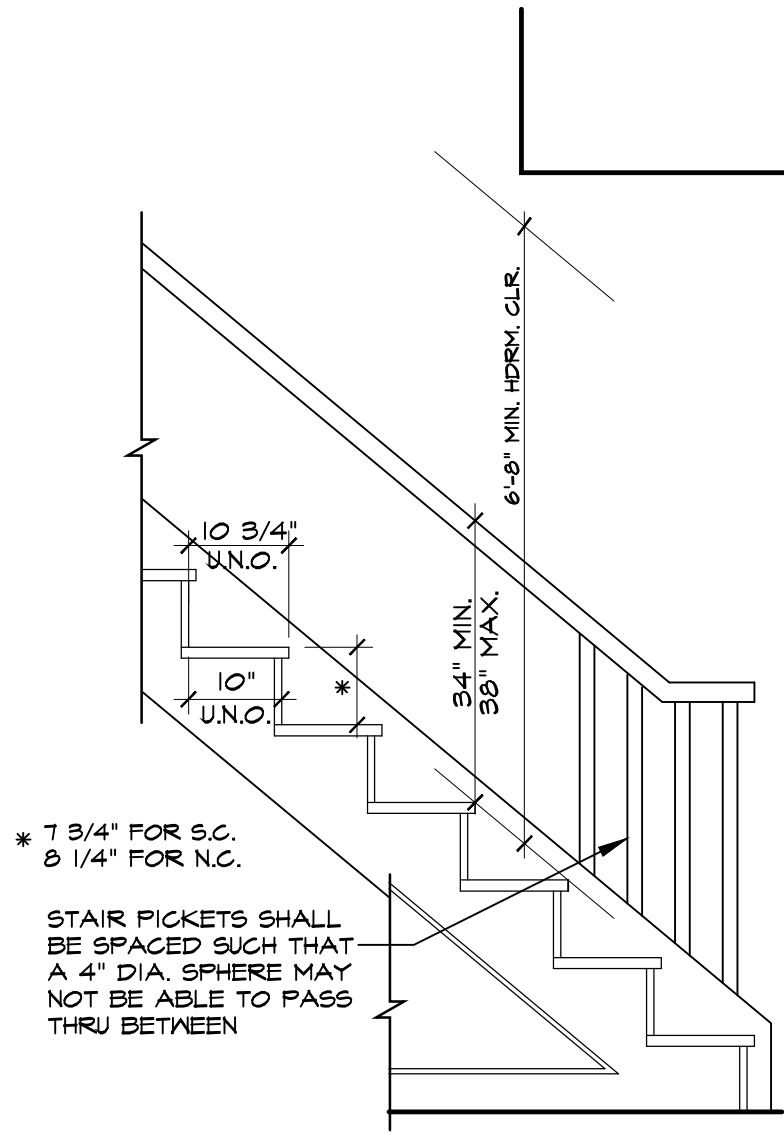 6'-8" MIN. HDRM. CLR.
10 3/4"
U.N.O.
34" MIN.
38" MAX.
10"
U.N.O.
*
* 7 3/4" FOR S.C.
8 1/4" FOR N.C.
STAIR PICKETS SHALL
BE SPACED SUCH THAT
A 4" DIA. SPHERE MAY
NOT BE ABLE TO PASS
THRU BETWEEN